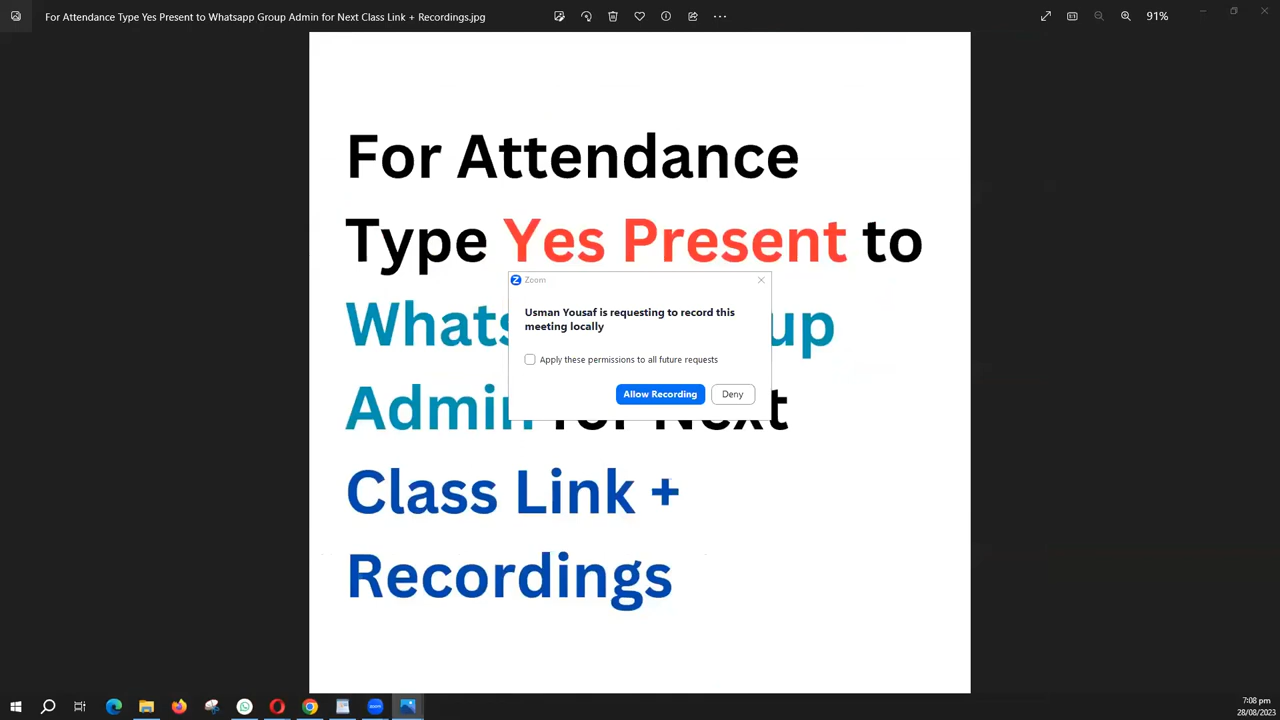 For Attendance Type Yes Present to Whatsapp Group Admin for Next Class Link + Recordings.jpg
91%
For Attendance
Type Yes Present to
Zoom
Whats up
Usman Yousaf is requesting to record this
meeting locally
Apply these permissions to all future requests
Allow Recording Deny
Admin for Next
Class Link +
Recordings
7:08 pm
28/08/2023